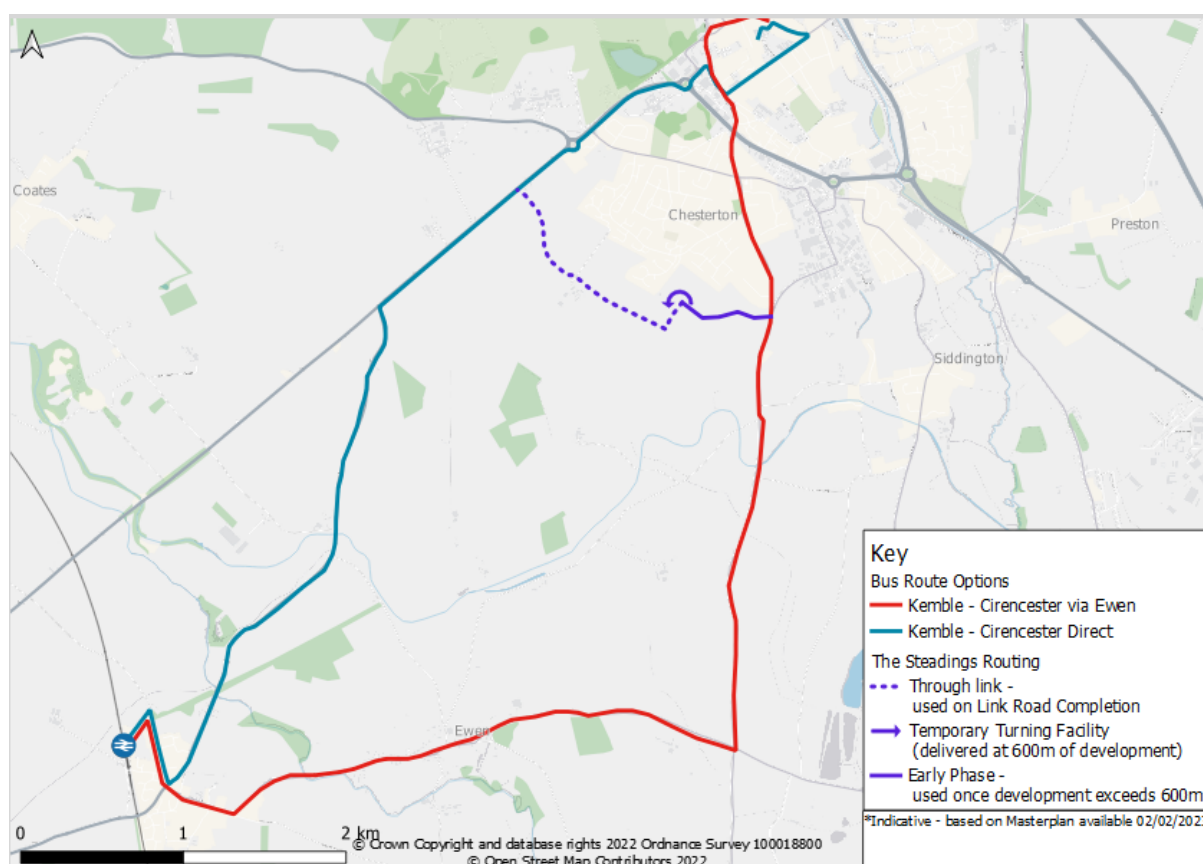 Coates
Chesterton
Preston
Siddington
Ewen
Key
Bus Route Options
Kemble - Cirencester via Ewen
Kemble - Cirencester Direct
The Steadings Routing
Through link -
used on Link Road Completion
Temporary Turning Facility
(delivered at 600m of development)
Early Phase -
used once development exceeds 600m
*Indicative - based on Masterplan available 02/02/202
0
1
2 km
© Crown Copyright and database rights 2022 Ordnance Survey 100018800
© Open Street Map Contributors 2022